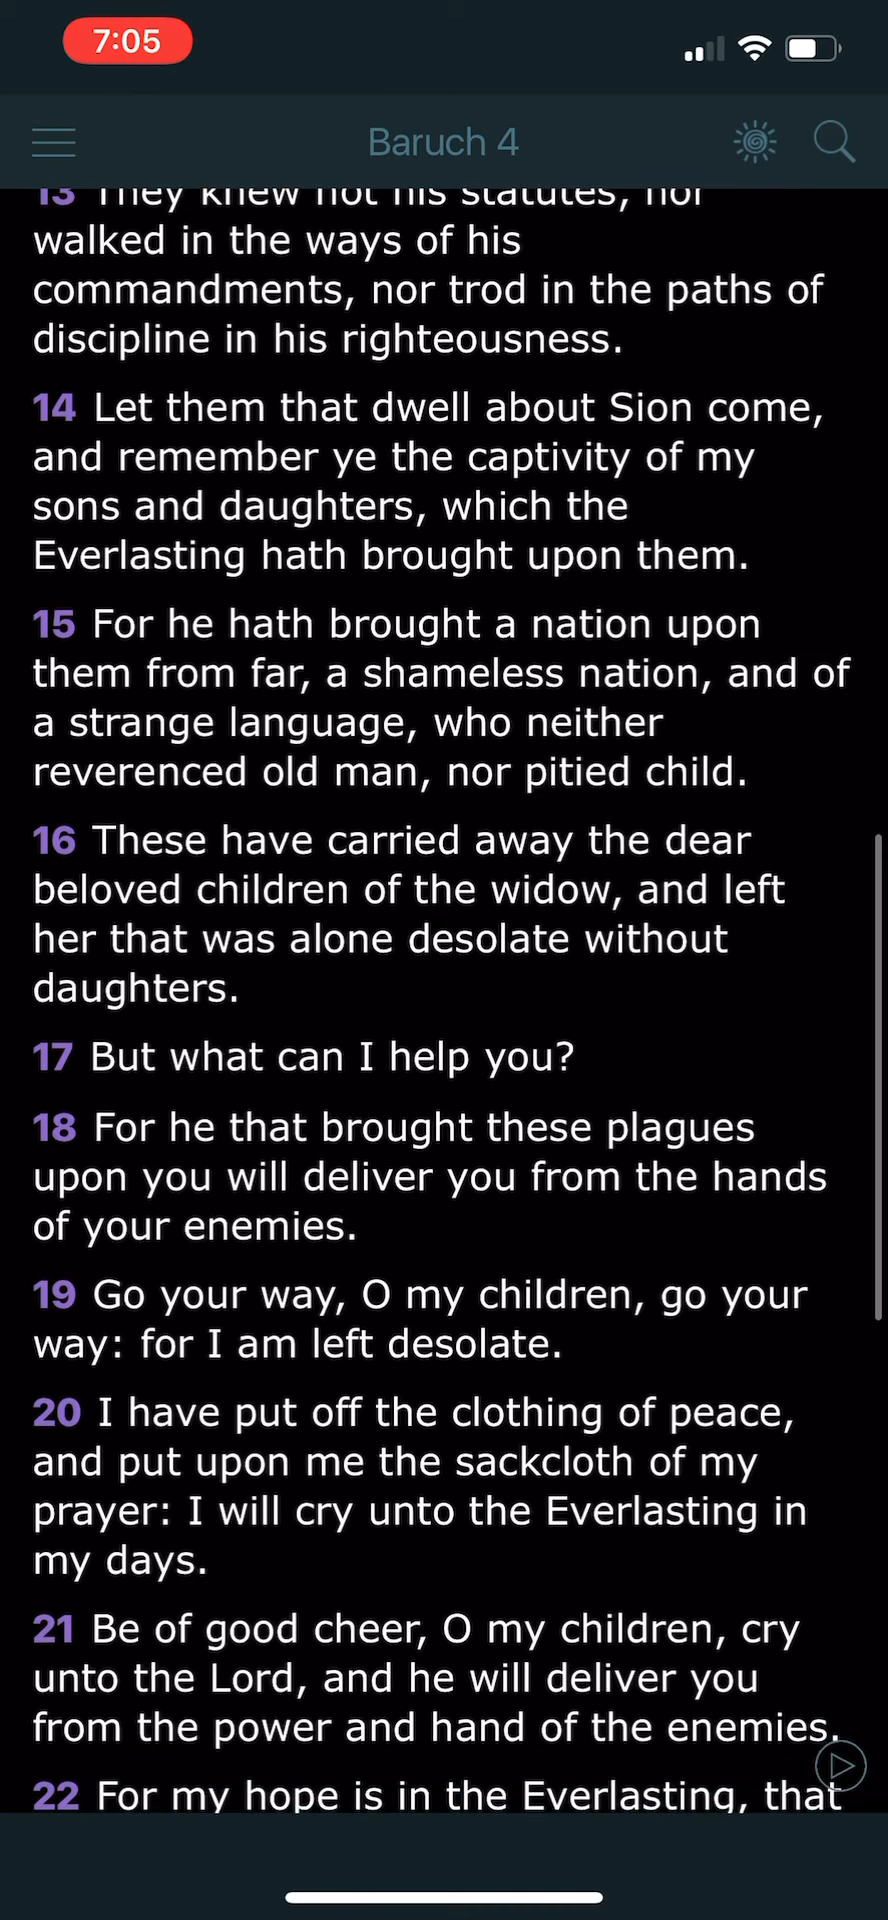 7:05
Baruch 4
13 They knew not his statutes, nor
walked in the ways of his
commandments, nor trod in the paths of
discipline in his righteousness.
14 Let them that dwell about Sion come,
and remember ye the captivity of my
sons and daughters, which the
Everlasting hath brought upon them.
15 For he hath brought a nation upon
them from far, a shameless nation, and of
a strange language, who neither
reverenced old man, nor pitied child.
16 These have carried away the dear
beloved children of the widow, and left
her that was alone desolate without
daughters.
17 But what can I help you?
18 For he that brought these plagues
upon you will deliver you from the hands
of your enemies.
19 Go your way, O my children, go your
way: for I am left desolate.
20 I have put off the clothing of peace,
and put upon me the sackcloth of my
prayer: I will cry unto the Everlasting in
my days.
21 Be of good cheer, O my children, cry
unto the Lord, and he will deliver you
from the power and hand of the enemies.
22 For my hope is in the Everlasting, that